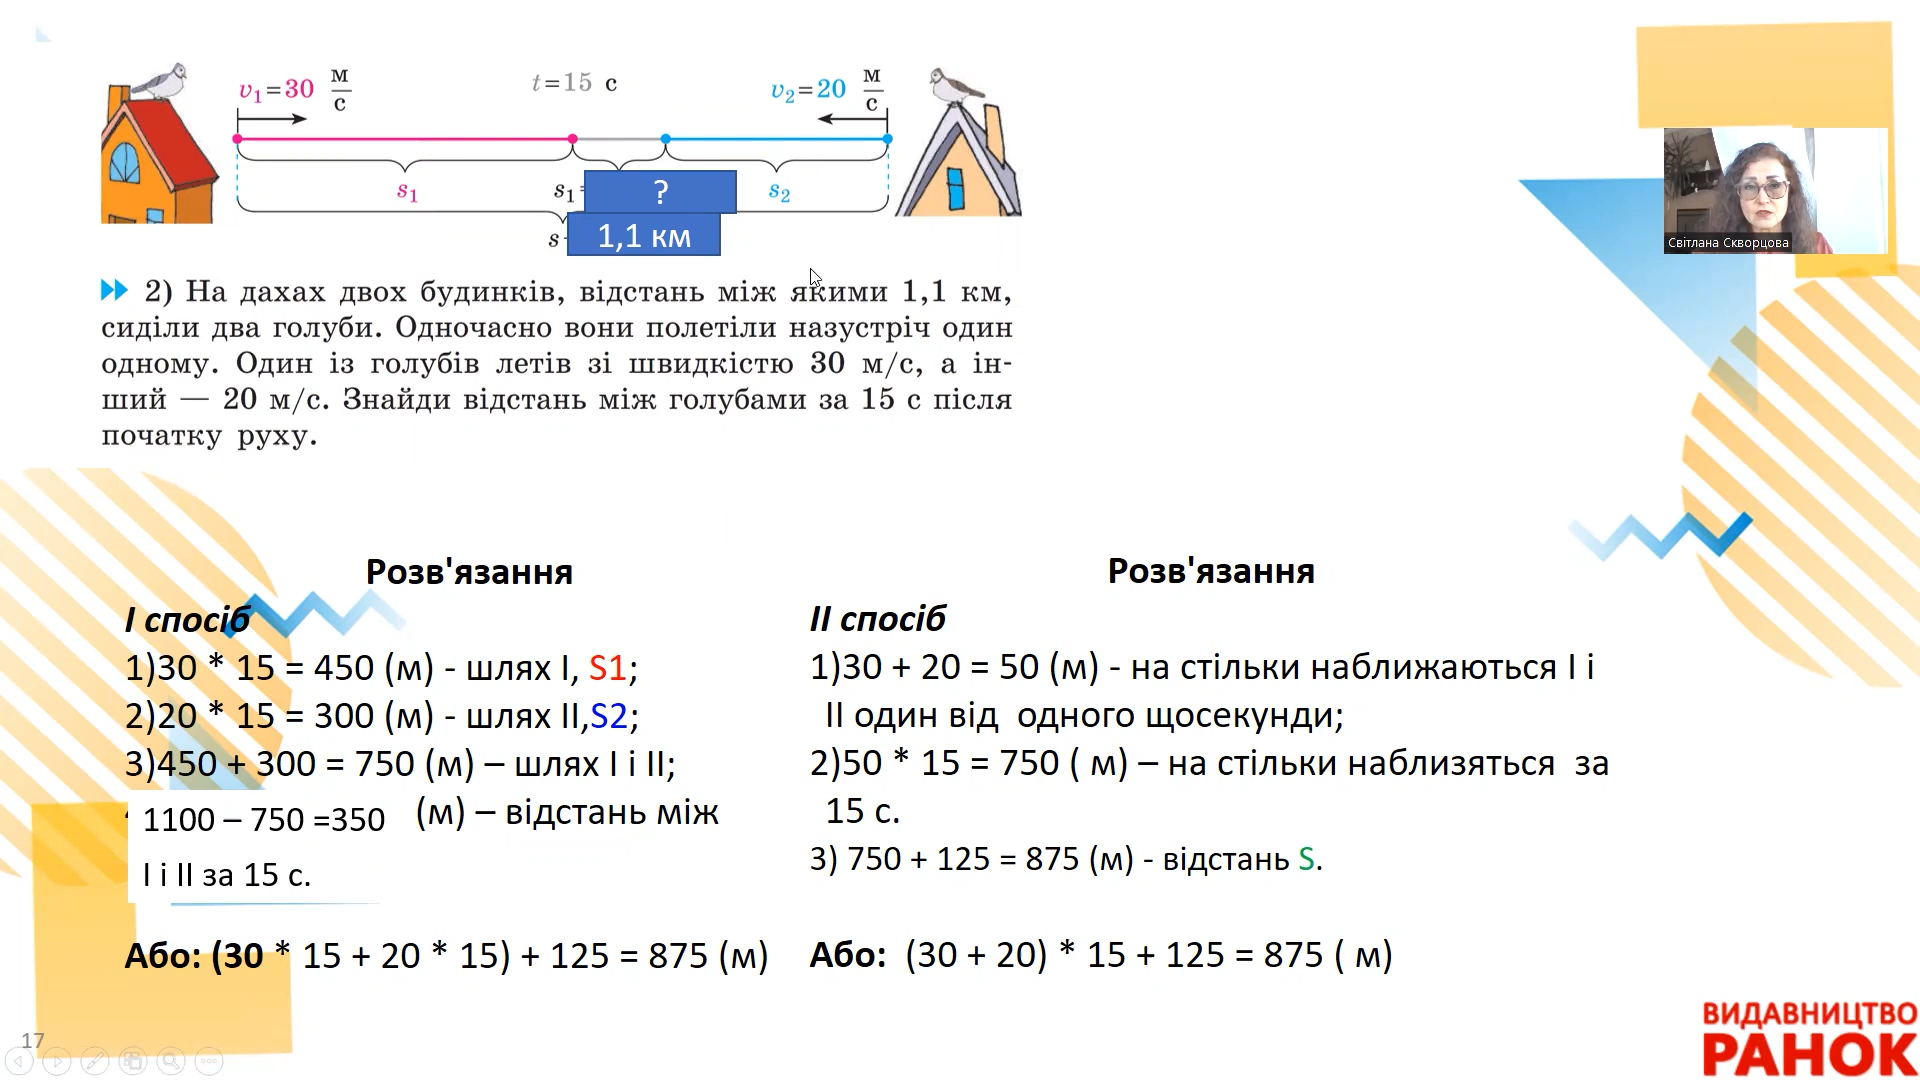 v1=30 м/с
t=15 с
v2=20 м/с
s1
s1=
?
s2
s
1,1 км
2) На дахах двох будинків, відстань між якими 1,1 км,
сиділи два голуби. Одночасно вони полетіли назустріч один
одному. Один із голубів летів зі швидкістю 30 м/с, а ін-
ший — 20 м/с. Знайди відстань між голубами за 15 с після
початку руху.
Світлана Скворцова
Розв'язання
І спосіб
1)30 * 15 = 450 (м) - шлях І, S1;
2)20 * 15 = 300 (м) - шлях ІІ,S2;
3)450 + 300 = 750 (м) – шлях І і ІІ;
1100 – 750 =350 (м) – відстань між
І і ІІ за 15 с.
Або: (30 * 15 + 20 * 15) + 125 = 875 (м)
Розв'язання
ІІ спосіб
1)30 + 20 = 50 (м) - на стільки наближаються І і
ІІ один від одного щосекунди;
2)50 * 15 = 750 ( м) – на стільки наблизяться за
15 с.
3) 750 + 125 = 875 (м) - відстань S.
Або: (30 + 20) * 15 + 125 = 875 ( м)
17
ВИДАВНИЦТВО
РАНОК